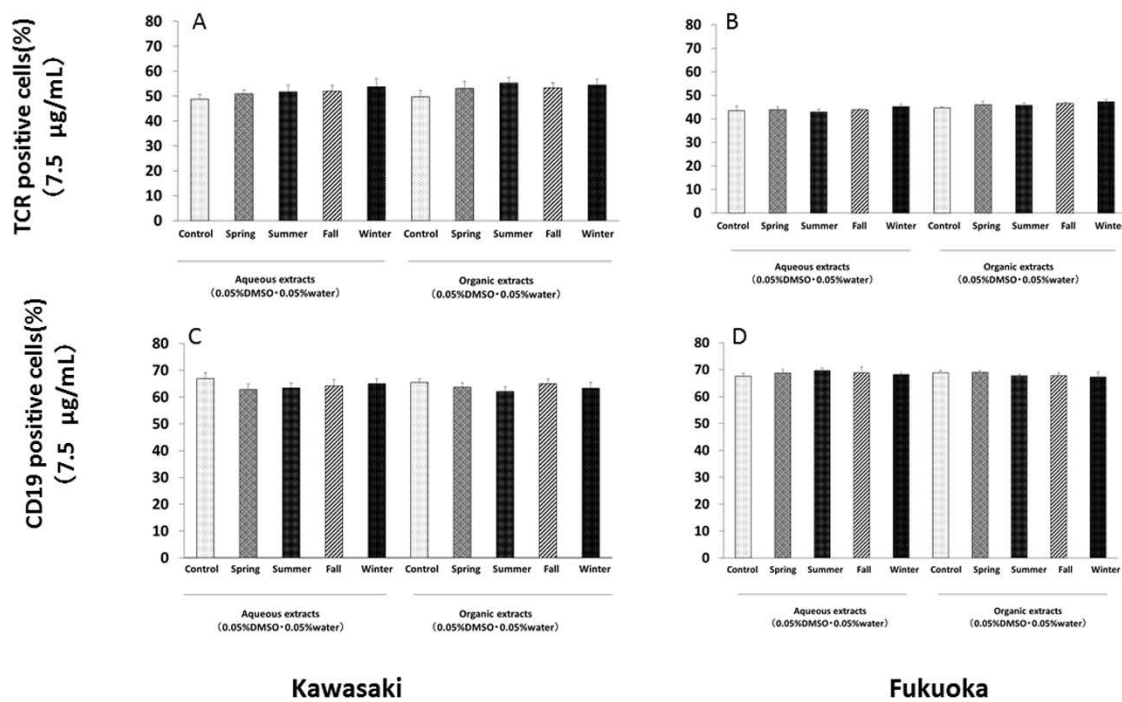 TCR positive cells(%)
(7.5 μg/mL)
A
80
70
60
50
40
30
20
10
0
Control Spring Summer Fall Winter Control Spring Summer Fall Winter
Aqueous extracts
(0.05%DMSO・0.05%water)
Organic extracts
(0.05%DMSO・0.05%water)
B
80
70
60
50
40
30
20
10
0
Control Spring Summer Fall Winter Control Spring Summer Fall Winter
Aqueous extracts
(0.05%DMSO・0.05%water)
Organic extracts
(0.05%DMSO・0.05%water)
CD19 positive cells(%)
(7.5 μg/mL)
C
80
70
60
50
40
30
20
10
0
Control Spring Summer Fall Winter Control Spring Summer Fall Winter
Aqueous extracts
(0.05%DMSO・0.05%water)
Organic extracts
(0.05%DMSO・0.05%water)
D
80
70
60
50
40
30
20
10
0
Control Spring Summer Fall Winter Control Spring Summer Fall Winter
Aqueous extracts
(0.05%DMSO・0.05%water)
Organic extracts
(0.05%DMSO・0.05%water)
Kawasaki
Fukuoka